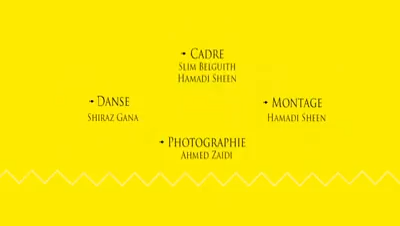 CADRE
SLIM BELGUITH
HAMADI SHEEN
DANSE
SHIRAZ GANA
MONTAGE
HAMADI SHEEN
PHOTOGRAPHIE
AHMED ZAIDI